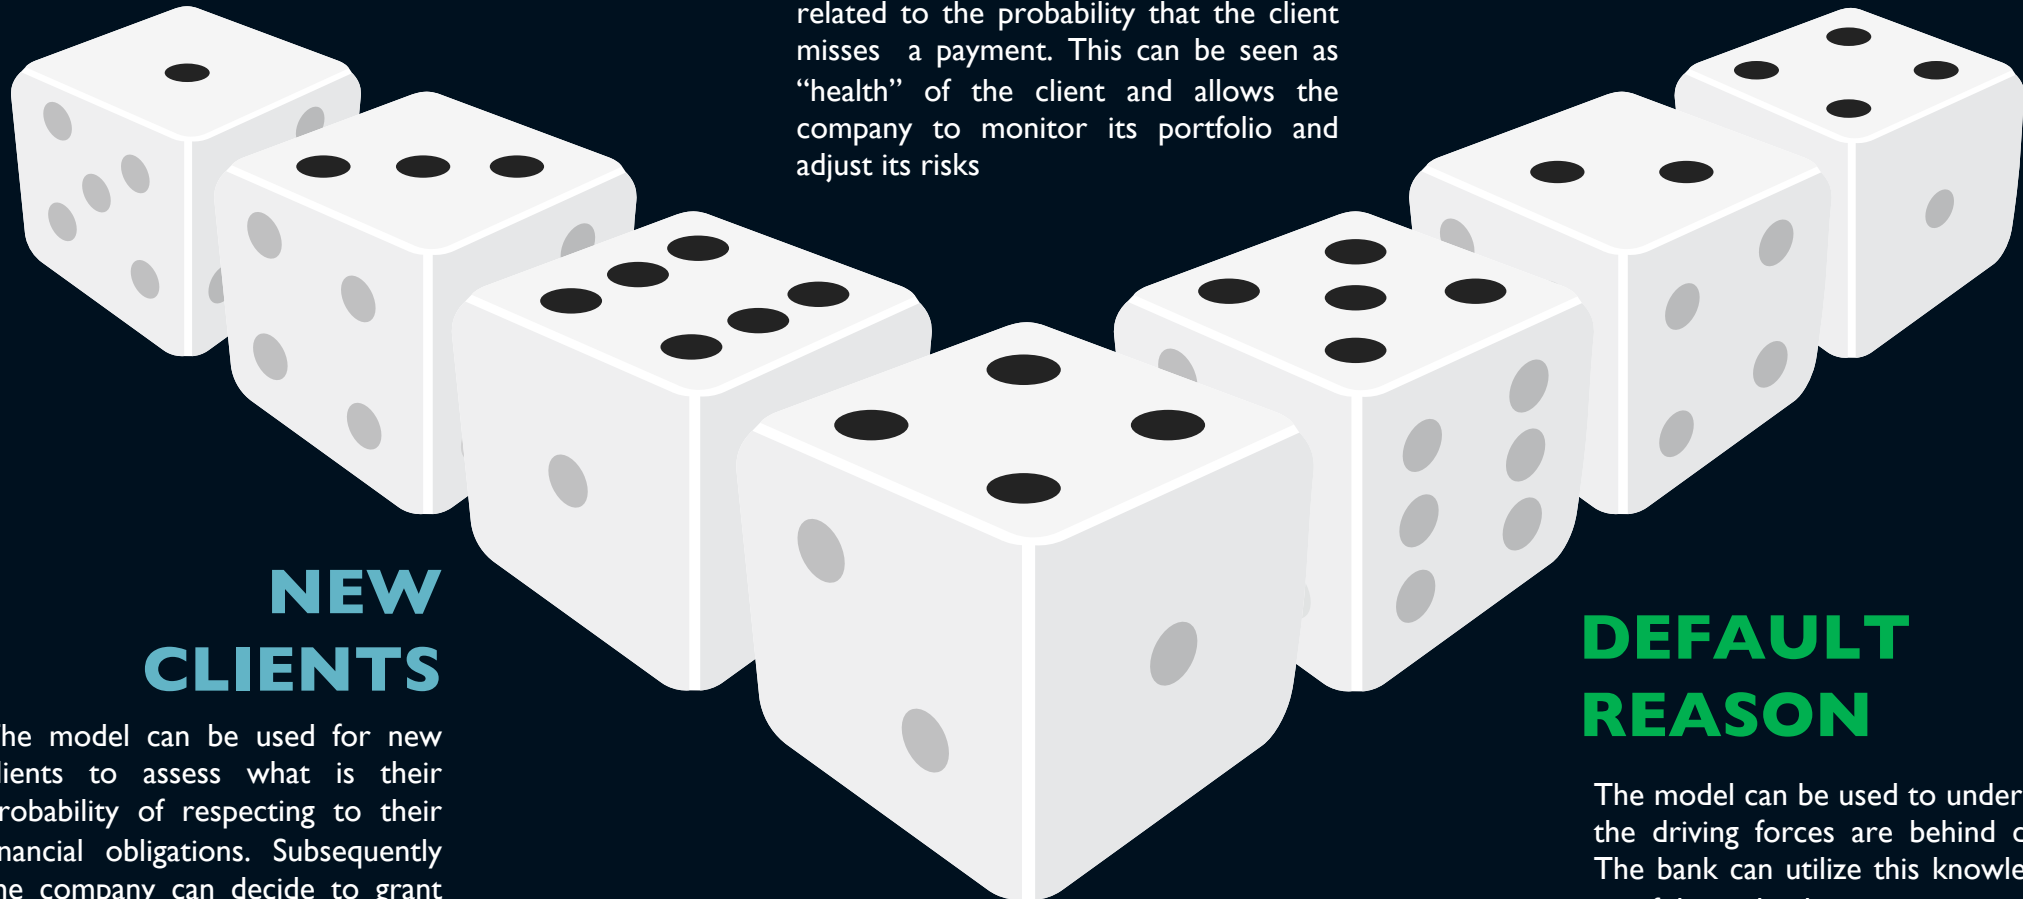 related to the probability that the client
misses a payment. This can be seen as
“health” of the client and allows the
company to monitor its portfolio and
adjust its risks
NEW
CLIENTS
he model can be used for new
lients to assess what is their
robability of respecting to their
nancial obligations. Subsequently
he company can decide to grant
DEFAULT
REASON
The model can be used to under
the driving forces are behind
The bank can utilize this knowle